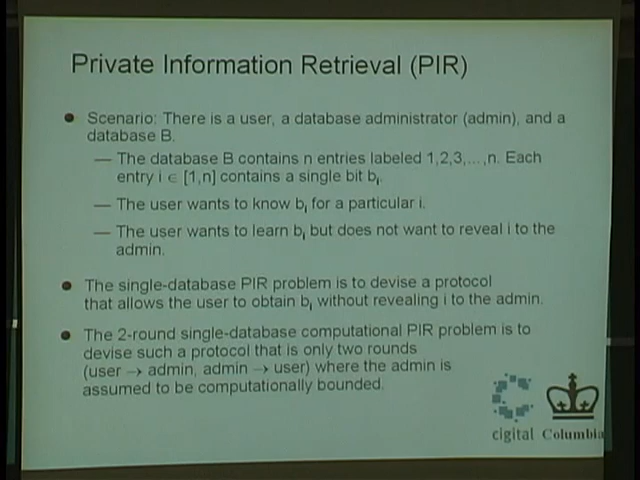 Private Information Retrieval (PIR)
● Scenario: There is a user, a database administrator (admin), and a
database B.
— The database B contains n entries labeled 1,2,3,...,n. Each
entry i ∈ [1,n] contains a single bit bᵢ.
— The user wants to know bᵢ for a particular i.
— The user wants to learn bᵢ but does not want to reveal i to the
admin.
● The single-database PIR problem is to devise a protocol
that allows the user to obtain bᵢ without revealing i to the admin.
● The 2-round single-database computational PIR problem is to
devise such a protocol that is only two rounds
(user → admin, admin → user) where the admin is
assumed to be computationally bounded.
cigital Columbia